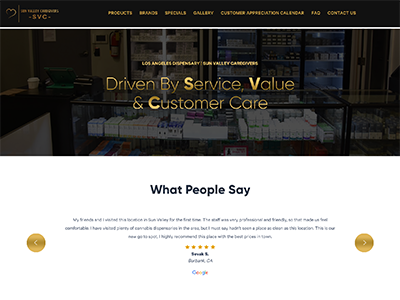 SUN VALLEY CAREGIVERS
- SVC -
PRODUCTS BRANDS SPECIALS GALLERY CUSTOMER APPRECIATION CALENDAR FAQ CONTACT US
LOS ANGELES DISPENSARY | SUN VALLEY CAREGIVERS
Driven By Service, Value
& Customer Care
What People Say
My friends and I visited this location in Sun Valley for the first time. The staff was very, professional and friendly, so that made us feel
comfortable. I have visited plenty of cannabis dispensaries in the area, but I must say hadn't seen a place as clean as this location. This is our
new go to spot, I highly recommend this place with the best prices in town.
Sevak S.
Burbank, CA
Google